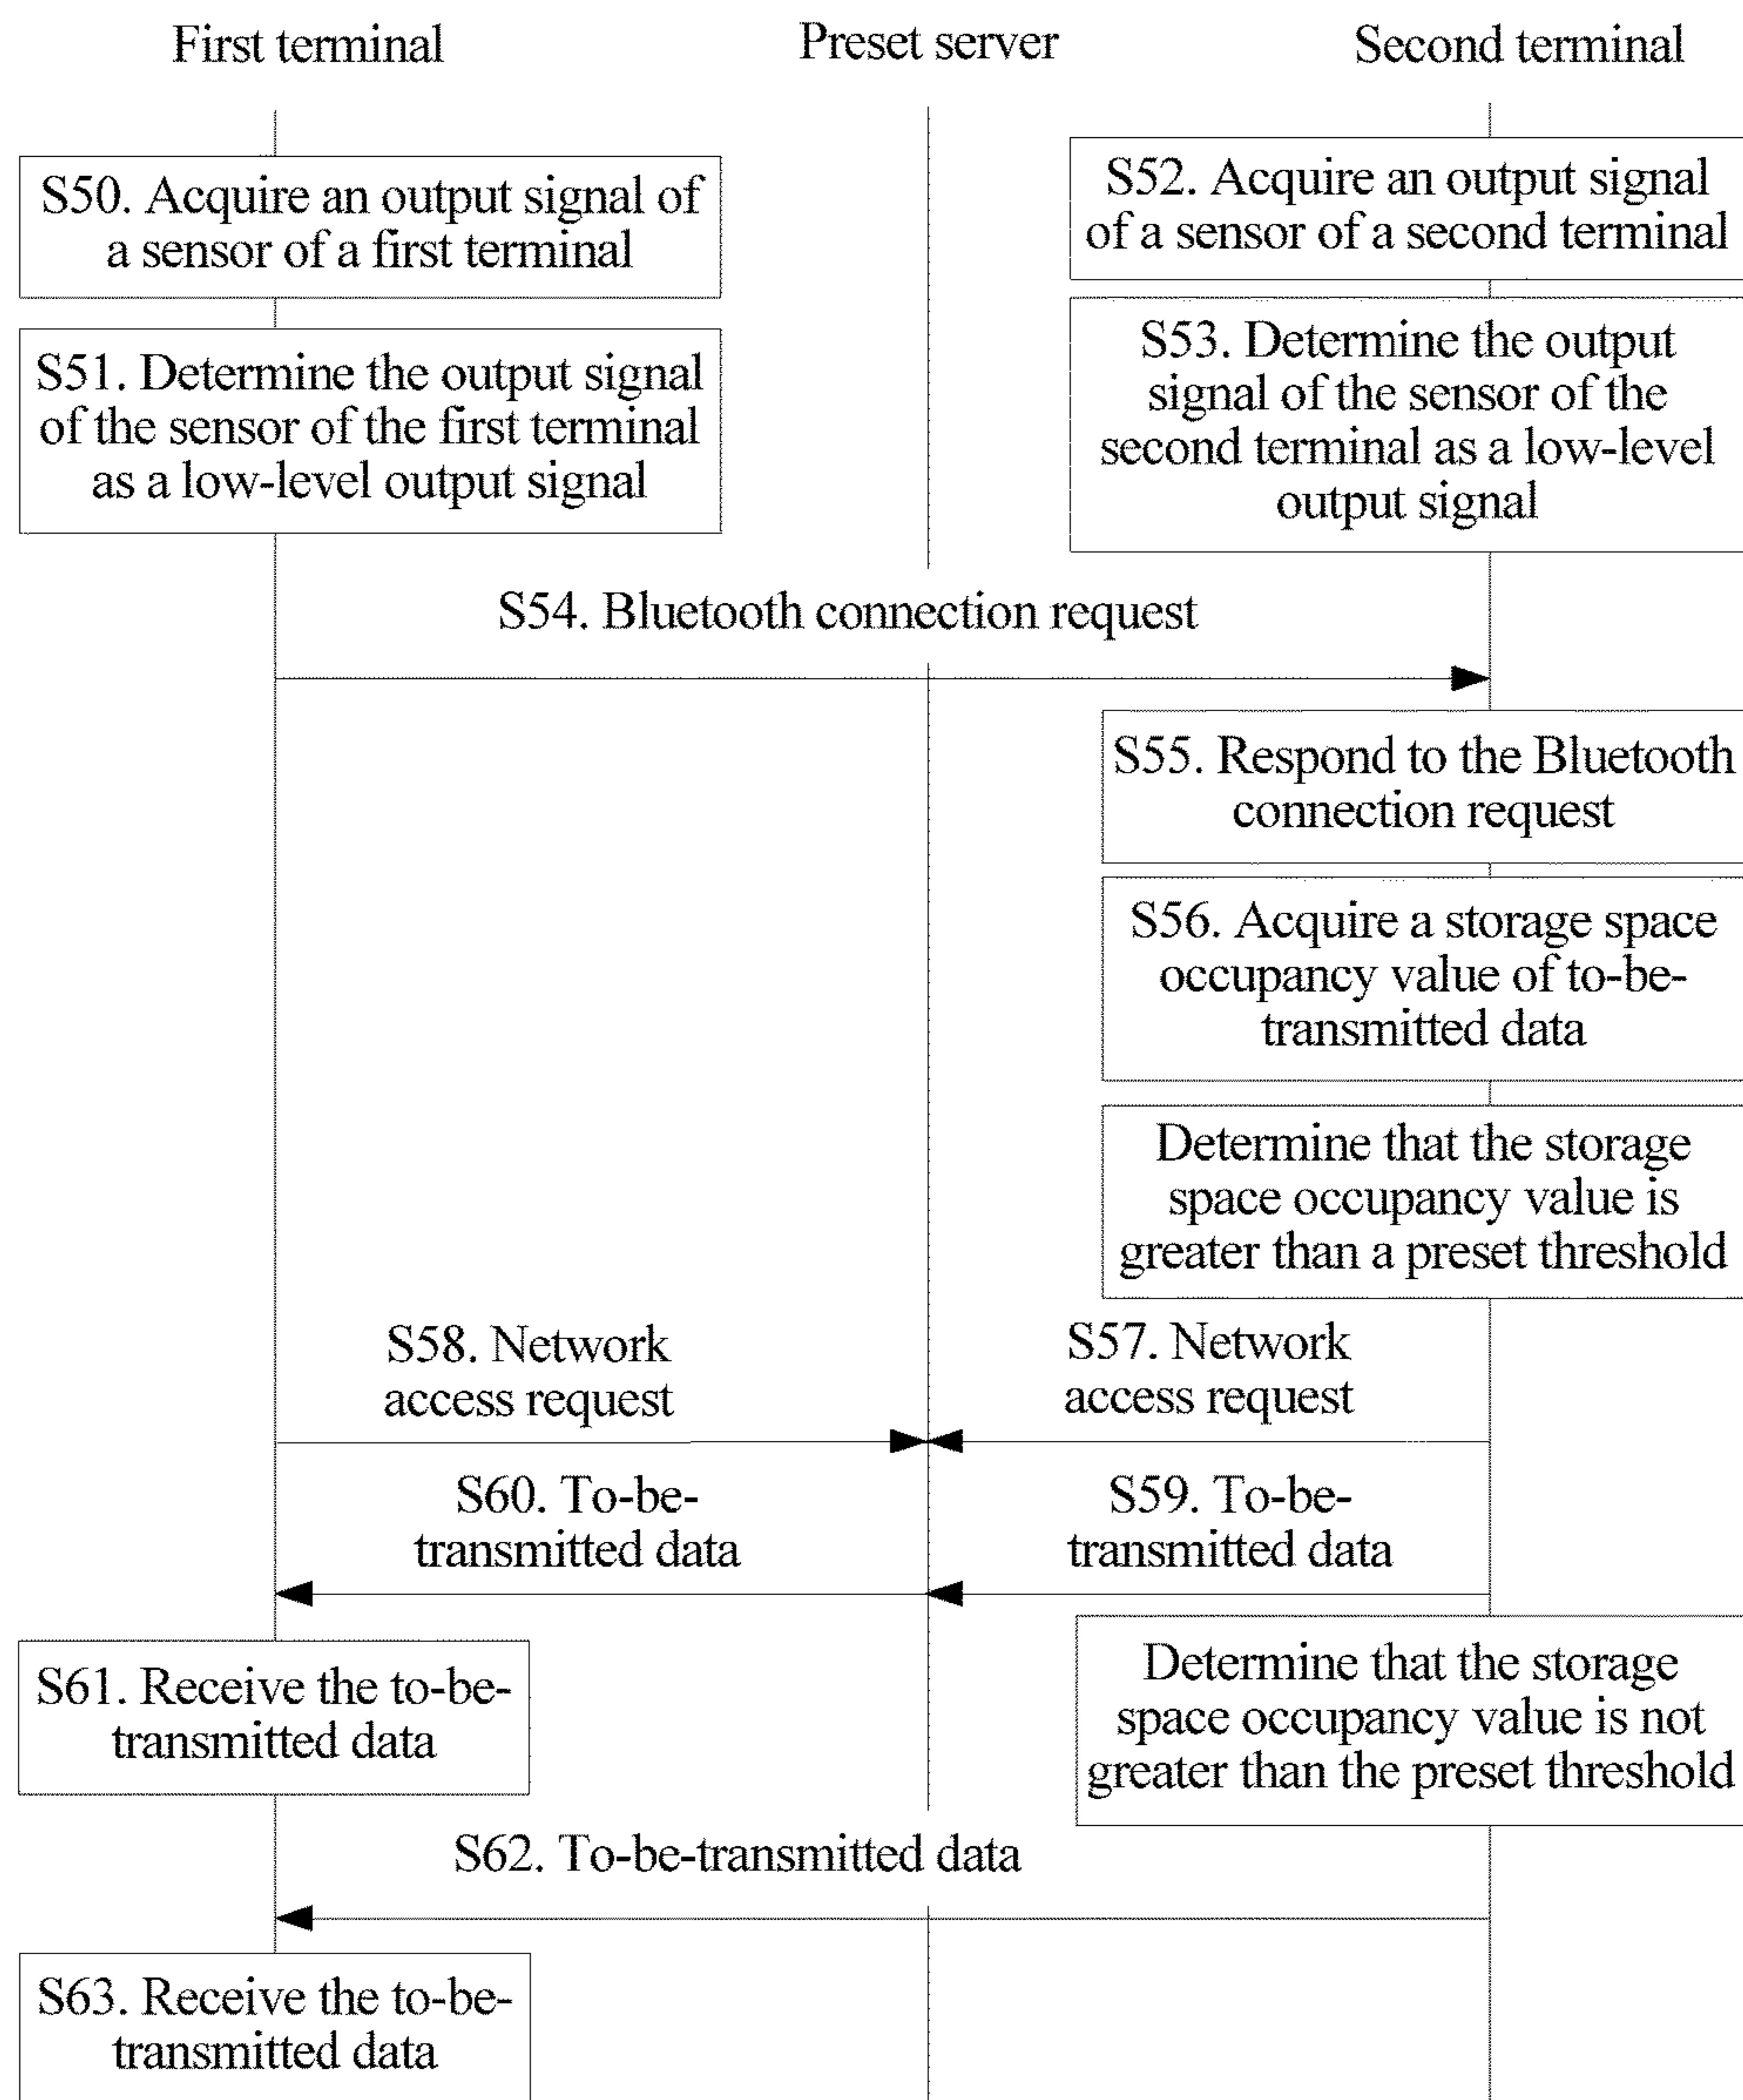 First terminal
Preset server
Second terminal
S50. Acquire an output signal of
a sensor of a first terminal
S52. Acquire an output signal
of a sensor of a second terminal
S51. Determine the output signal
of the sensor of the first terminal
as a low-level output signal
S53. Determine the output
signal of the sensor of the
second terminal as a low-level
output signal
S54. Bluetooth connection request
S55. Respond to the Bluetooth
connection request
S56. Acquire a storage space
occupancy value of to-be-
transmitted data
Determine that the storage
space occupancy value is
greater than a preset threshold
S58. Network
access request
S57. Network
access request
S60. To-be-
transmitted data
S59. To-be-
transmitted data
S61. Receive the to-be-
transmitted data
Determine that the storage
space occupancy value is not
greater than the preset threshold
S62. To-be-transmitted data
S63. Receive the to-be-
transmitted data